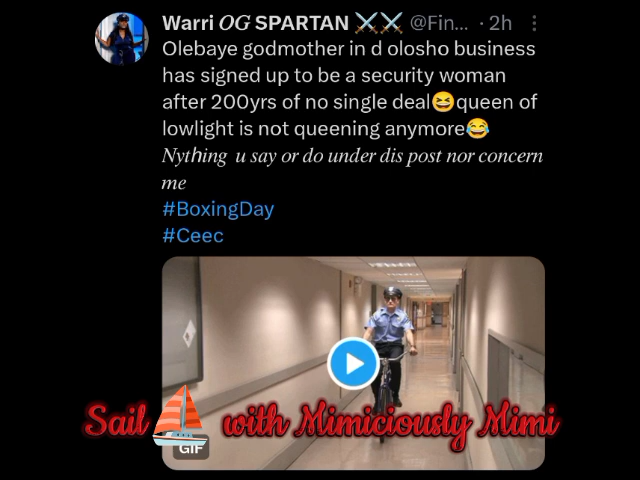 Warri OG SPARTAN ⚔️⚔️ @Fin... · 2h
Olebaye godmother in d olosho business
has signed up to be a security woman
after 200yrs of no single deal😆queen of
lowlight is not queening anymore😂
Nything u say or do under dis post nor concern
me
#BoxingDay
#Ceec
Sail⛵ with Mimiciously Mimi
GIF